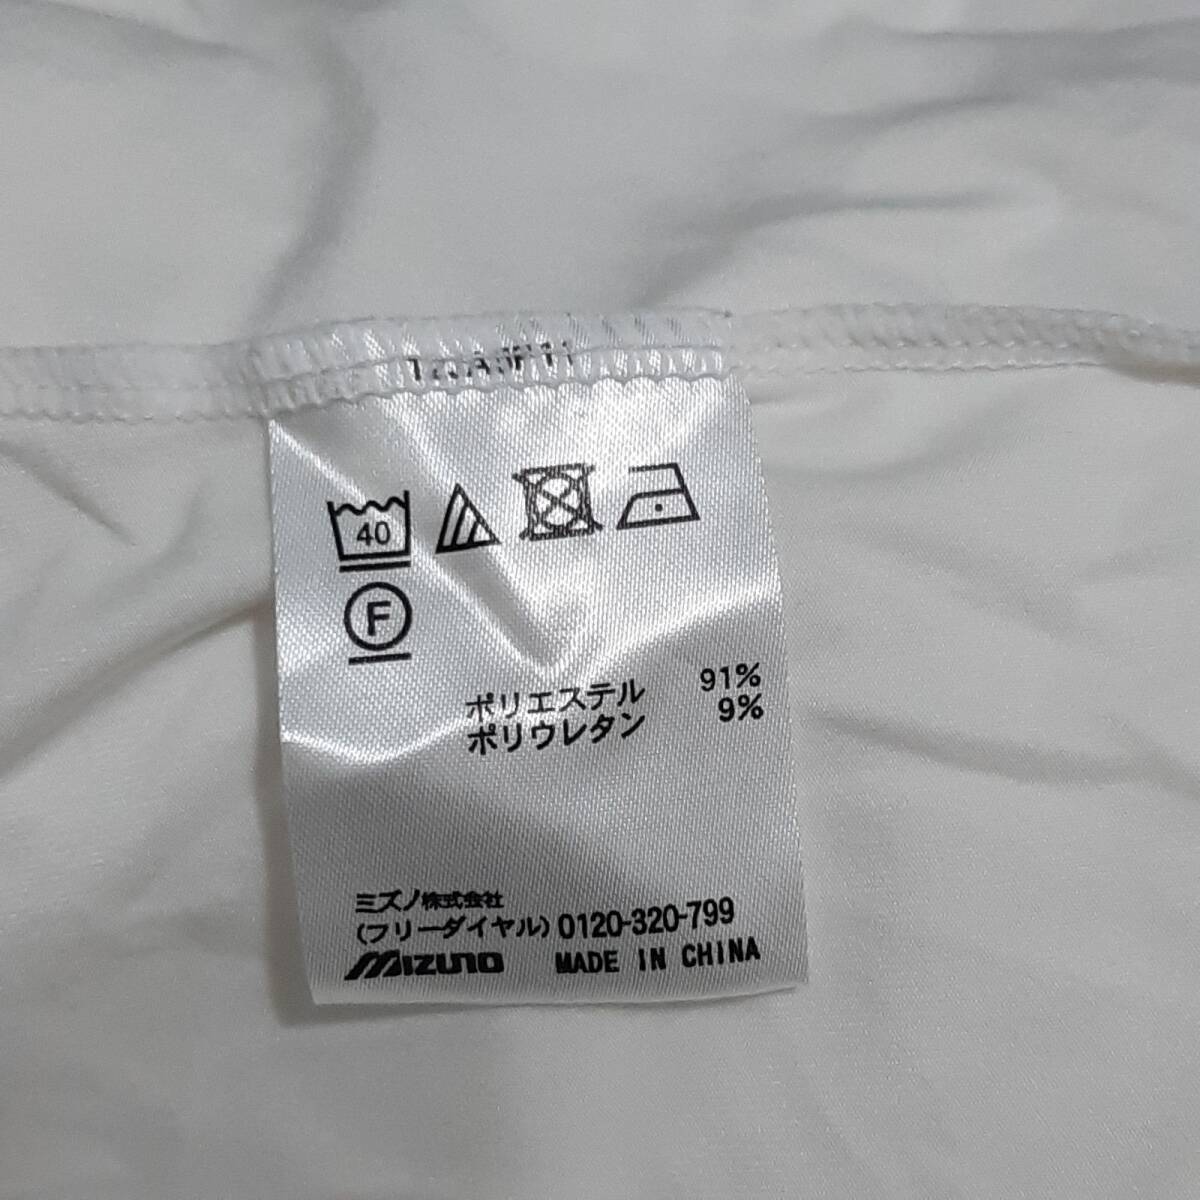 40
F
ポリエステル 91%
ポリウレタン 9%
ミズノ株式会社
(フリーダイヤル) 0120-320-799
MIZUNO MADE IN CHINA